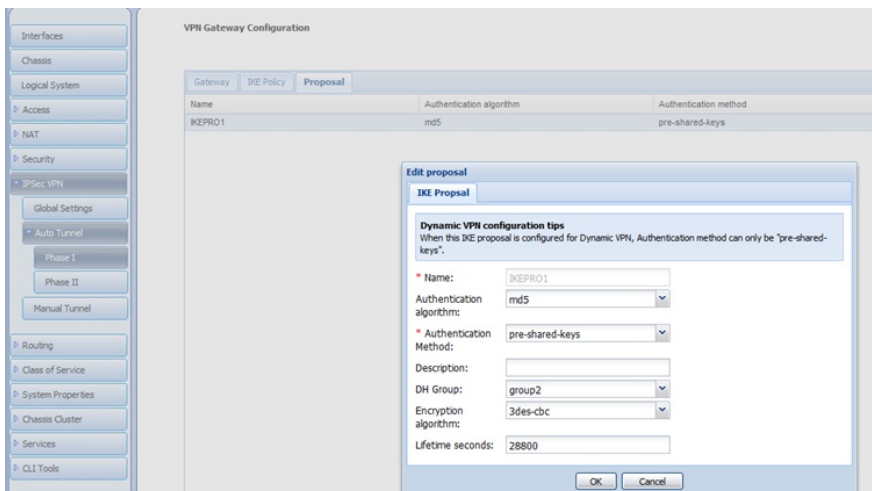 Interfaces
Chassis
Logical System
Access
NAT
Security
IPSec VPN
Global Settings
Auto Tunnel
Phase I
Phase II
Manual Tunnel
Routing
Class of Service
System Properties
Chassis Cluster
Services
CLI Tools
VPN Gateway Configuration
Gateway IKE Policy Proposal
Name Authentication algorithm Authentication method
IKEPRO1 md5 pre-shared-keys
Edit proposal
IKE Propsal
Dynamic VPN configuration tips
When this IKE proposal is configured for Dynamic VPN, Authentication method can only be "pre-shared-
keys".
* Name: IKEPRO1
Authentication md5
algorithm:
* Authentication pre-shared-keys
Method:
Description:
DH Group: group2
Encryption 3des-cbc
algorithm:
Lifetime seconds: 28800
OK Cancel